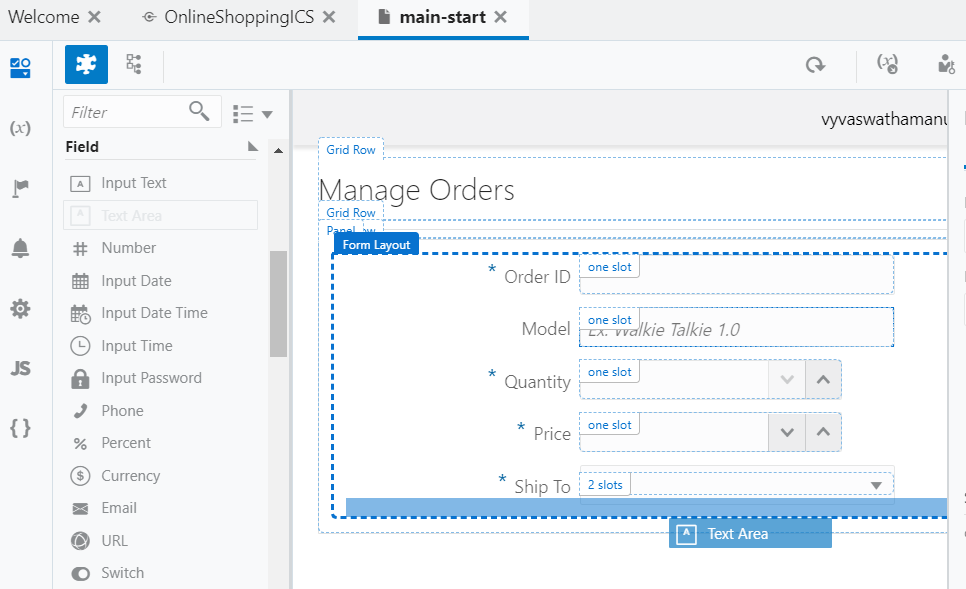 Welcome
OnlineShoppingICS
main-start
Filter
(x)
(x)
vyvaswathamanu
Field
Input Text
Text Area
Number
Input Date
Input Date Time
Input Time
Input Password
Phone
Percent
Currency
Email
URL
Switch
JS
{ }
Grid Row
Manage Orders
Grid Row
Panel
Form Layout
* Order ID
one slot
Model
one slot
Ex. Walkie Talkie 1.0
* Quantity
one slot
* Price
one slot
* Ship To
2 slots
Text Area